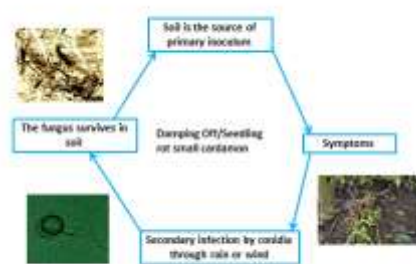 Soil is the source of
primary inoculum
The fungus survives in
soil
Damping Off/Seedling
rot small cardamon
Symptoms
Secondary infection by conidia
through rain or wind